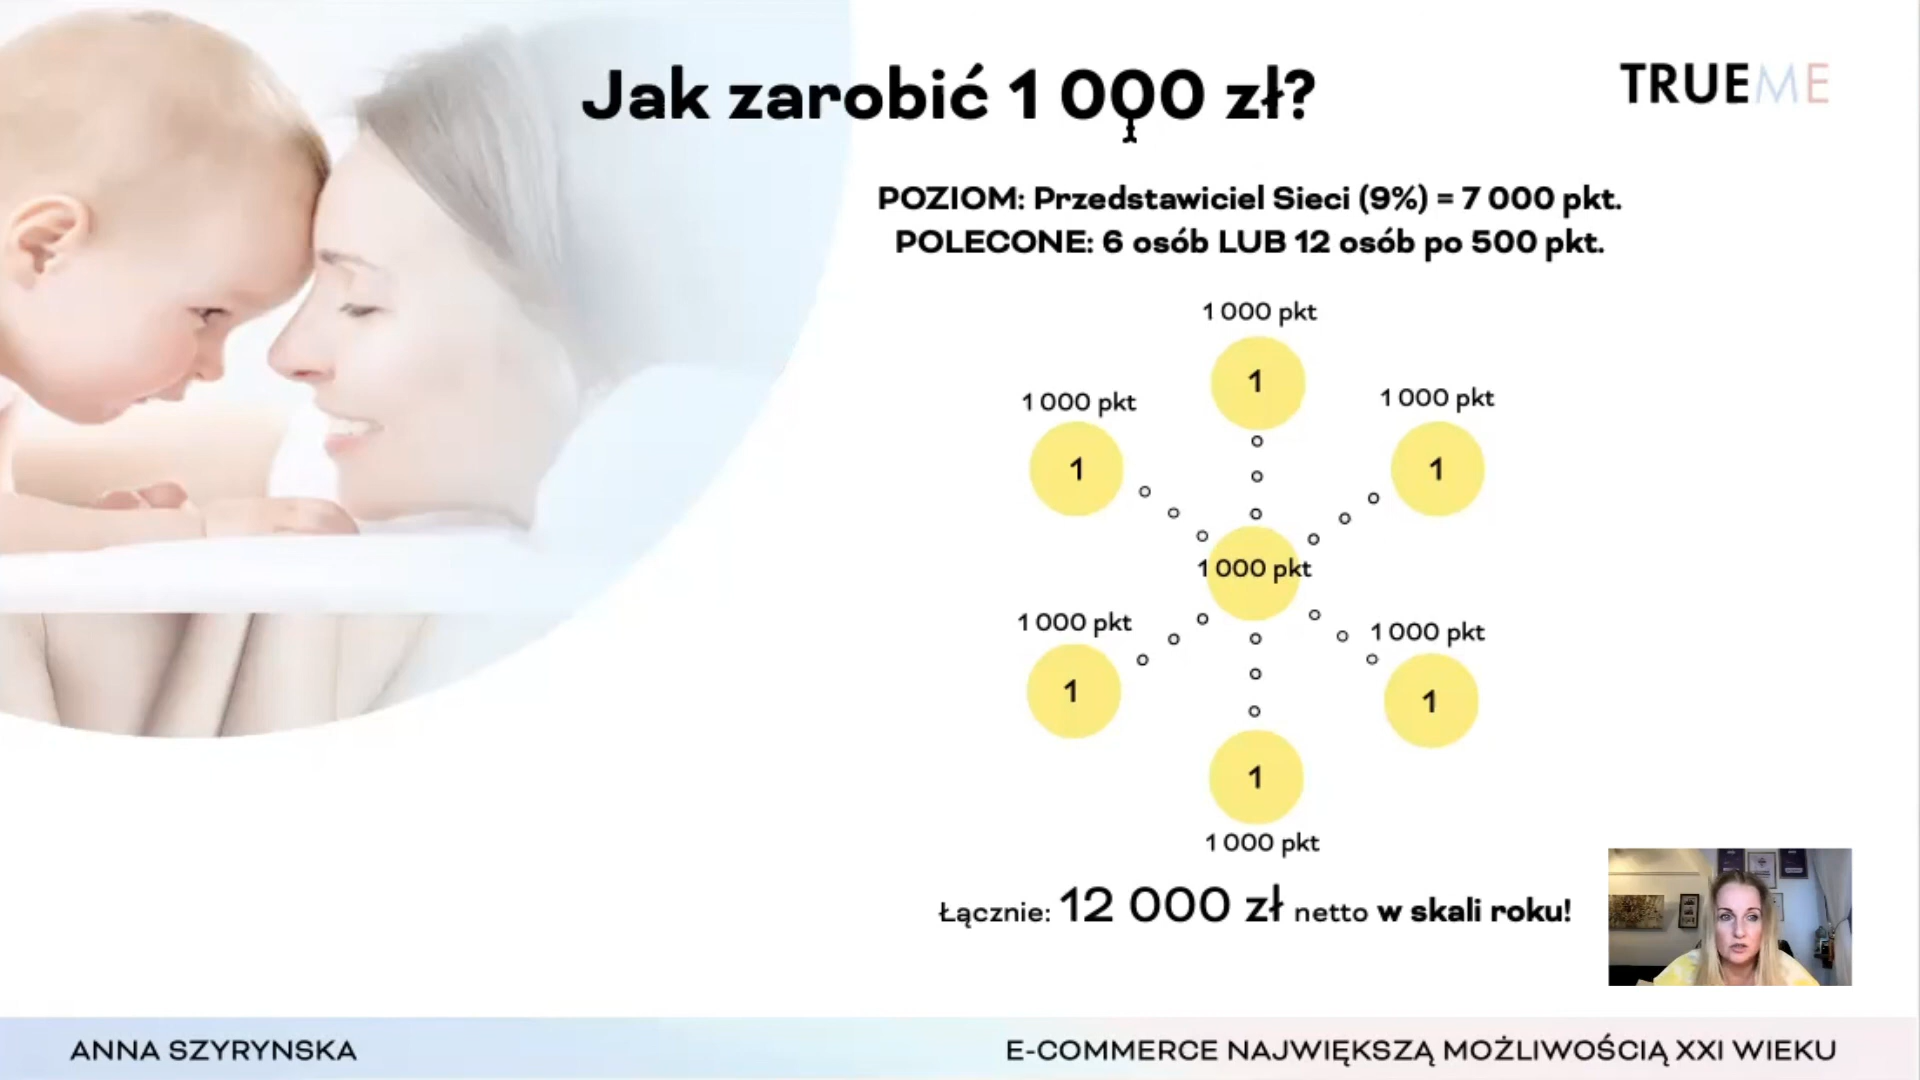 Jak zarobić 1 000 zł?
TRUEME
POZIOM: Przedstawiciel Sieci (9%) = 7 000 pkt.
POLECONE: 6 osób LUB 12 osób po 500 pkt.
1 000 pkt
1
1 000 pkt
1
1 000 pkt
1
1 000 pkt
1 000 pkt
1
1 000 pkt
1
1
1 000 pkt
Łącznie: 12 000 zł netto w skali roku!
ANNA SZYRYNSKA
E-COMMERCE NAJWIĘKSZĄ MOŻLIWOŚCIĄ XXI WIEKU